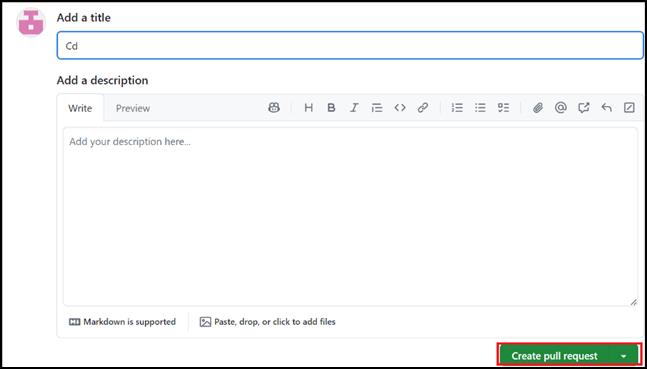 Add a title
Cd
Add a description
Write Preview H B I
Add your description here...
Markdown is supported Paste, drop, or click to add files
Create pull request